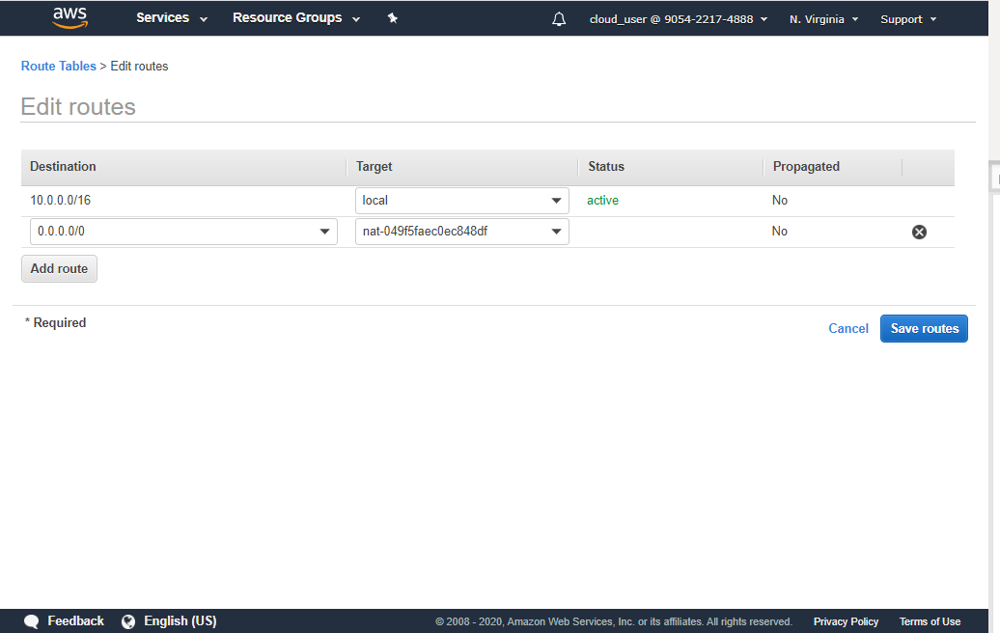 aws Services Resource Groups cloud_user @ 9054-2217-4888 N. Virginia Support
Route Tables > Edit routes
Edit routes
Destination Target Status Propagated
10.0.0.0/16 local active No
0.0.0.0/0 nat-049f5faec0ec848df No
Add route
* Required
Cancel Save routes
Feedback English (US) © 2008 - 2020, Amazon Web Services, Inc. or its affiliates. All rights reserved. Privacy Policy Terms of Use